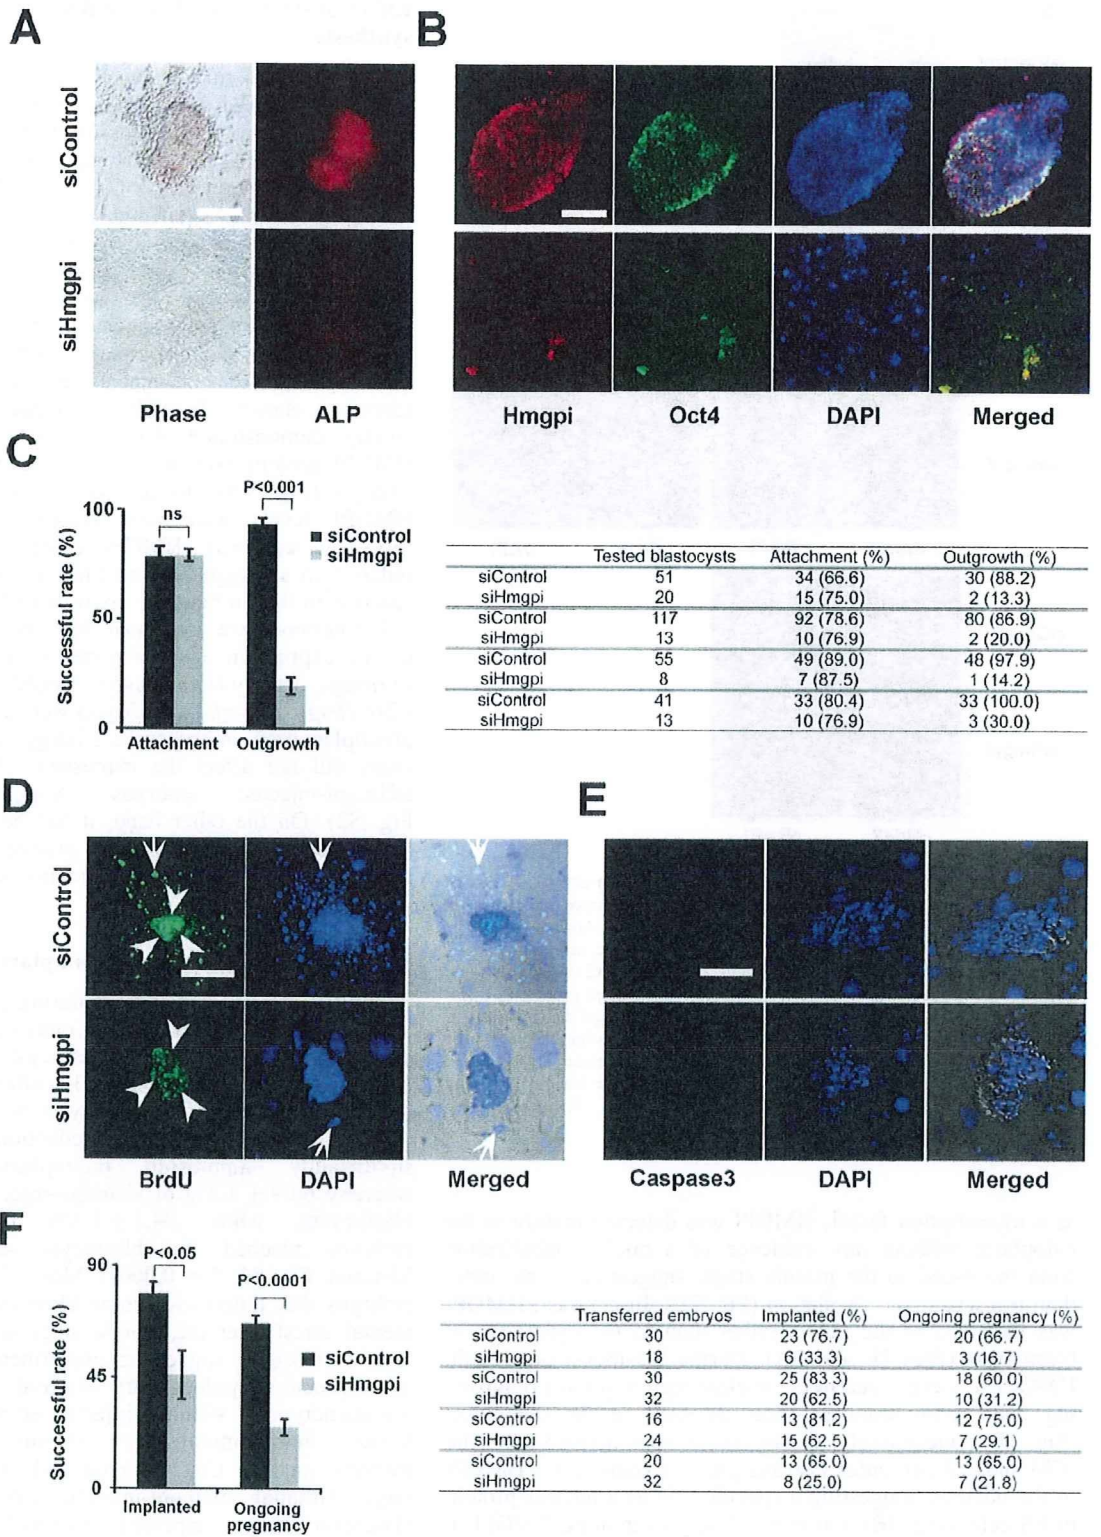 A
B
siControl
siHmgpi
Phase
ALP
Hmgpi
Oct4
DAPI
Merged
C
Successful rate (%)
100
50
0
ns
P<0.001
siControl
siHmgpi
Attachment
Outgrowth
Tested blastocysts Attachment (%) Outgrowth (%)
siControl 51 34 (66.6) 30 (88.2)
siHmgpi 20 15 (75.0) 2 (13.3)
siControl 117 92 (78.6) 80 (86.9)
siHmgpi 13 10 (76.9) 2 (20.0)
siControl 55 49 (89.0) 48 (97.9)
siHmgpi 8 7 (87.5) 1 (14.2)
siControl 41 33 (80.4) 33 (100.0)
siHmgpi 13 10 (76.9) 3 (30.0)
D
E
siControl
siHmgpi
BrdU
DAPI
Merged
Caspase3
DAPI
Merged
F
Successful rate (%)
90
45
0
P<0.05
P<0.0001
siControl
siHmgpi
Implanted
Ongoing
pregnancy
Transferred embryos Implanted (%) Ongoing pregnancy (%)
siControl 30 23 (76.7) 20 (66.7)
siHmgpi 18 6 (33.3) 3 (16.7)
siControl 30 25 (83.3) 18 (60.0)
siHmgpi 32 20 (62.5) 10 (31.2)
siControl 16 13 (81.2) 12 (75.0)
siHmgpi 24 15 (62.5) 7 (29.1)
siControl 20 13 (65.0) 13 (65.0)
siHmgpi 32 8 (25.0) 7 (21.8)